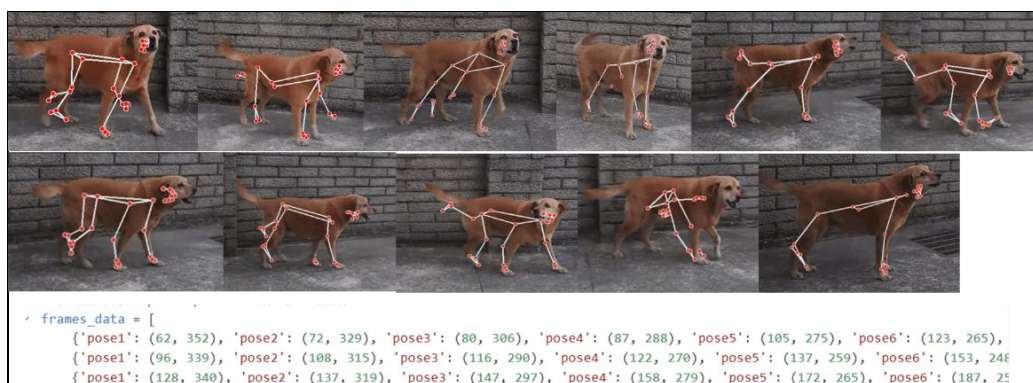 frames_data = [
{'pose1': (62, 352), 'pose2': (72, 329), 'pose3': (80, 306), 'pose4': (87, 288), 'pose5': (105, 275), 'pose6': (123, 265),
{'pose1': (96, 339), 'pose2': (108, 315), 'pose3': (116, 290), 'pose4': (122, 270), 'pose5': (137, 259), 'pose6': (153, 248
{'pose1': (128, 340), 'pose2': (137, 319), 'pose3': (147, 297), 'pose4': (158, 279), 'pose5': (172, 265), 'pose6': (187, 25